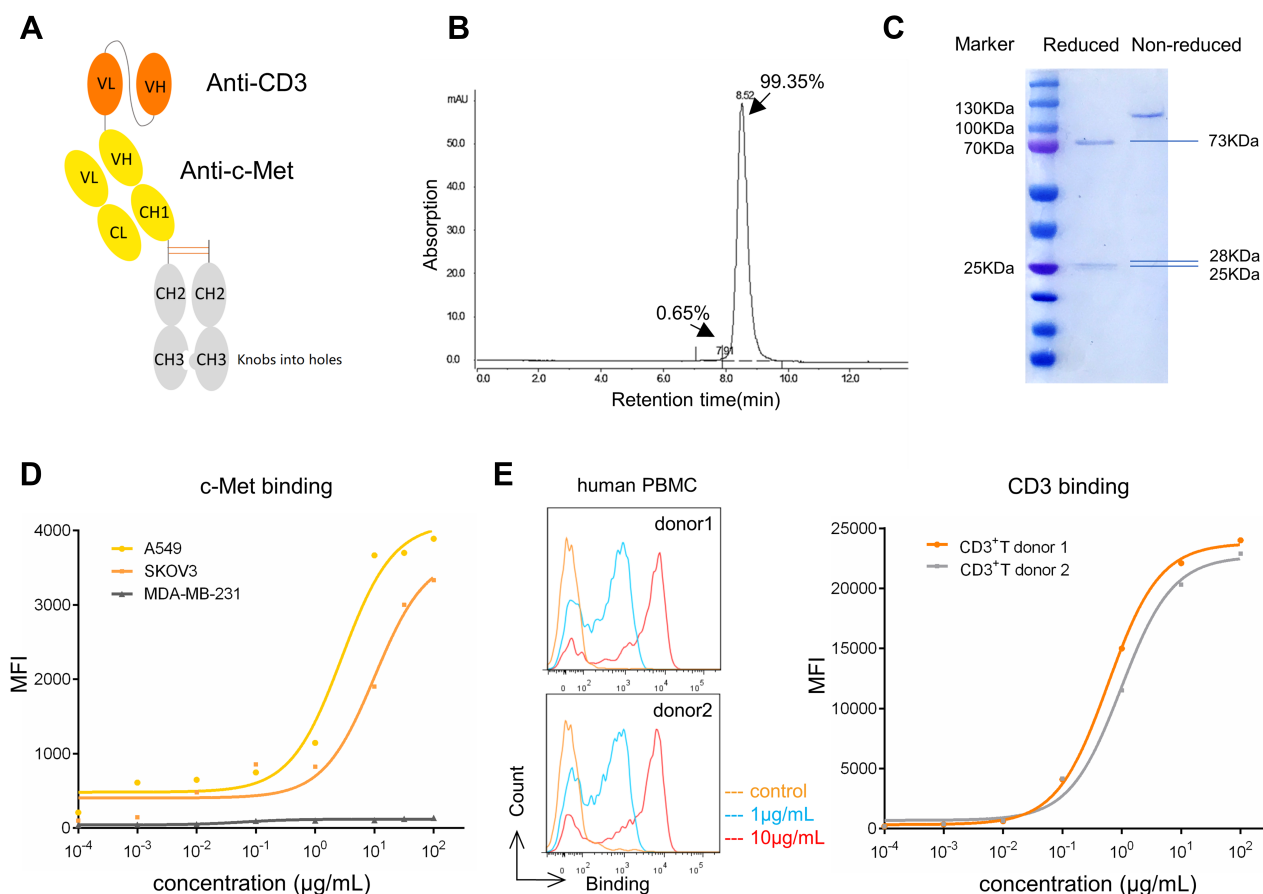 A
VL
VH
Anti-CD3
VH
VL
Anti-c-Met
CH1
CL
CH2
CH2
CH3
CH3
Knobs into holes
B
mAU
8.52
99.35%
50.0
40.0
30.0
20.0
10.0
0.0
0.65%
7.91
Absorption
0.0
2.0
4.0
6.0
8.0
10.0
12.0
Retention time(min)
C
Marker
Reduced
Non-reduced
130KDa
100KDa
70KDa
25KDa
73KDa
28KDa
25KDa
D
c-Met binding
A549
SKOV3
MDA-MB-231
MFI
4000
3000
2000
1000
0
10⁻⁴
10⁻³
10⁻²
10⁻¹
10⁰
10¹
10²
concentration (µg/mL)
E
human PBMC
donor1
0
10²
10³
10⁴
10⁵
donor2
0
10²
10³
10⁴
10⁵
control
1µg/mL
10µg/mL
Count
Binding
CD3 binding
CD3⁺T donor 1
CD3⁺T donor 2
MFI
25000
20000
15000
10000
5000
0
10⁻⁴
10⁻³
10⁻²
10⁻¹
10⁰
10¹
10²
concentration (µg/mL)